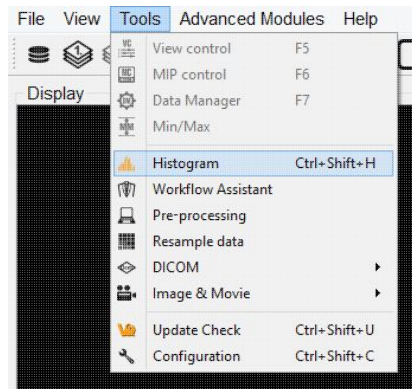 File View Tools Advanced Modules Help
Display
View control F5
MIP control F6
Data Manager F7
Min/Max
Histogram Ctrl+Shift+H
Workflow Assistant
Pre-processing
Resample data
DICOM
Image & Movie
Update Check Ctrl+Shift+U
Configuration Ctrl+Shift+C